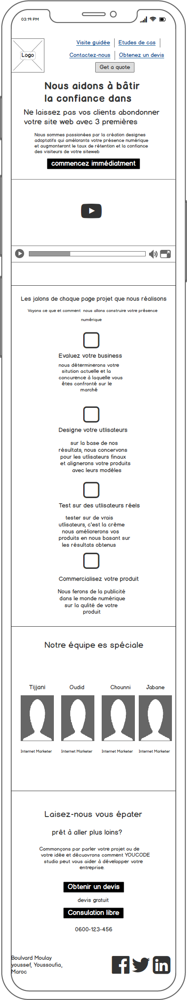 03:19 PM
Logo
Visite guidée
Etudes de cas
Contactez-nous
Obtenez un devis
Get a quote
Nous aidons à bâtir
la confiance dans
Ne laissez pas vos clients abondonner
votre site web avec 3 premières
Nous sommes passionées par la création designes
adoptatifs qui amélorants votre présence numérique
et augmonteront le taux de rétention et la confiance
des visiteurs de votre siteweb
commencez immédiatment
Les jalons de chaque page projet que nous réalisons
Voyons ce que et comment nous allons construire votre présence
numérique
Evaluez votre business
nous déterminerons votre
sitution actuelle et la
concurence à laquelle vous
êtes confronté sur le
marché
Designe votre utlisateurs
sur la base de nos
résultats, nous concervons
pour les utlisateurs finaux
et alignerons votre produits
avec leurs modèles
Test sur des utlisateurs réels
tester sur de vrais
utlisateurs, c'est la crème
nous améliorerons vos
produits en nous basant sur
les résultats obtenus
Commercialisez votre produit
Nous ferons de la publicité
dans le monde numérique
sur la qulité de votre
produit
Notre équipe es spéciale
Tijjani
Oudid
Chounni
Jabane
Internet Marketer
Internet Marketer
Internet Marketer
Internet Marketer
Laisez-nous vous épater
prêt à aller plus loins?
Commonçons par parler votre projet ou de
votre idée et décuovrons comment YOUCODE
studio peut vous aider à développer votre
entreprise.
Obtenir un devis
devis gratuit
Consulation libre
0600-123-456
Boulvard Moulay
youssef, Youssoufia,
Maroc